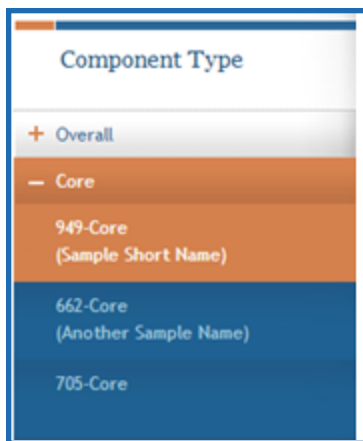 Component Type
+ Overall
– Core
949-Core
(Sample Short Name)
662-Core
(Another Sample Name)
705-Core